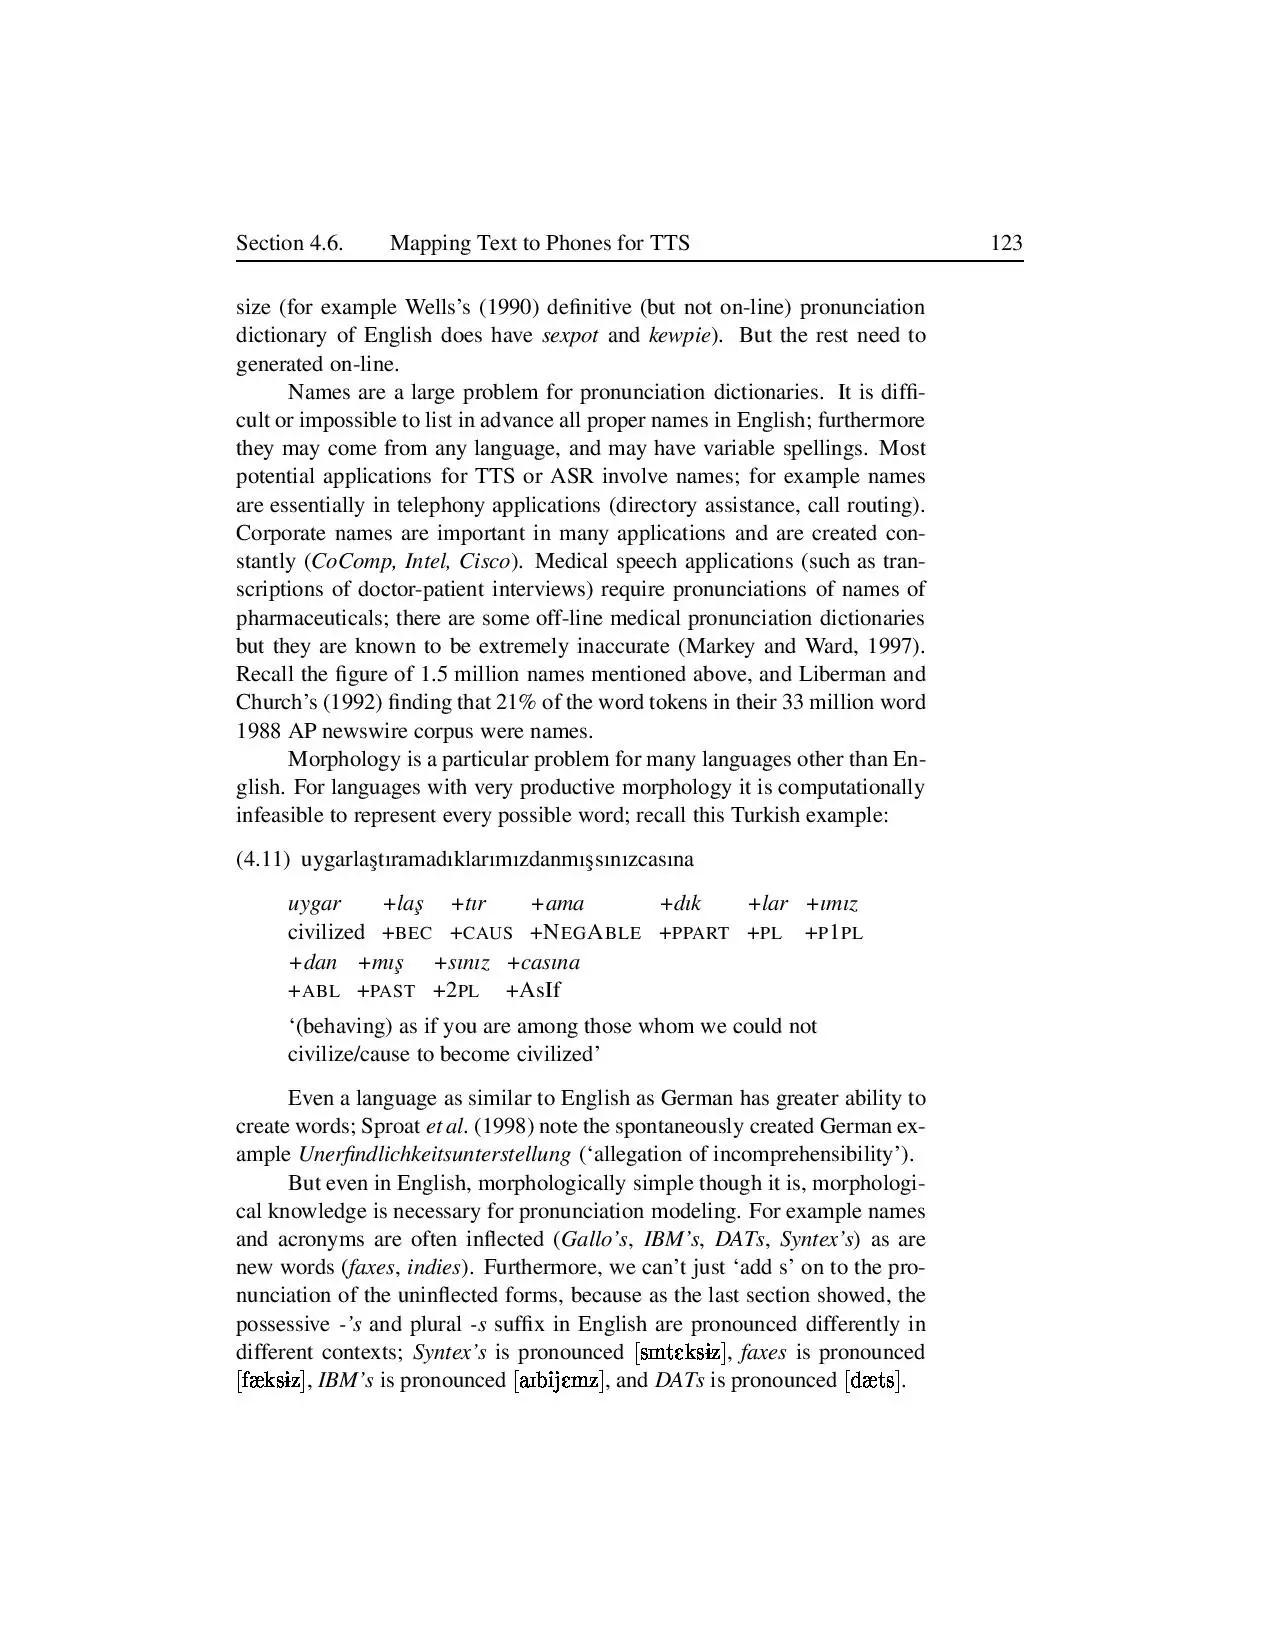 Section 4.6. Mapping Text to Phones for TTS 123
size (for example Wells's (1990) definitive (but not on-line) pronunciation
dictionary of English does have sexpot and kewpie). But the rest need to
generated on-line.
Names are a large problem for pronunciation dictionaries. It is diffi-
cult or impossible to list in advance all proper names in English; furthermore
they may come from any language, and may have variable spellings. Most
potential applications for TTS or ASR involve names; for example names
are essentially in telephony applications (directory assistance, call routing).
Corporate names are important in many applications and are created con-
stantly (CoComp, Intel, Cisco). Medical speech applications (such as tran-
scriptions of doctor-patient interviews) require pronunciations of names of
pharmaceuticals; there are some off-line medical pronunciation dictionaries
but they are known to be extremely inaccurate (Markey and Ward, 1997).
Recall the figure of 1.5 million names mentioned above, and Liberman and
Church's (1992) finding that 21% of the word tokens in their 33 million word
1988 AP newswire corpus were names.
Morphology is a particular problem for many languages other than En-
glish. For languages with very productive morphology it is computationally
infeasible to represent every possible word; recall this Turkish example:
(4.11) uygarlaştıramadıklarımızdanmışsınızcasına
uygar +laş +tır +ama +dık +lar +ımız
civilized +BEC +CAUS +NEGABLE +PPART +PL +P1PL
+dan +mış +sınız +casına
+ABL +PAST +2PL +AsIf
‘(behaving) as if you are among those whom we could not
civilize/cause to become civilized’
Even a language as similar to English as German has greater ability to
create words; Sproat et al. (1998) note the spontaneously created German ex-
ample Unerfindlichkeitsunterstellung (‘allegation of incomprehensibility’).
But even in English, morphologically simple though it is, morphologi-
cal knowledge is necessary for pronunciation modeling. For example names
and acronyms are often inflected (Gallo's, IBM's, DATs, Syntex's) as are
new words (faxes, indies). Furthermore, we can't just ‘add s’ on to the pro-
nunciation of the uninflected forms, because as the last section showed, the
possessive -'s and plural -s suffix in English are pronounced differently in
different contexts; Syntex's is pronounced [sɪntɛksɨz], faxes is pronounced
[fæksɨz], IBM's is pronounced [aɪbijɛmz], and DATs is pronounced [dæts].